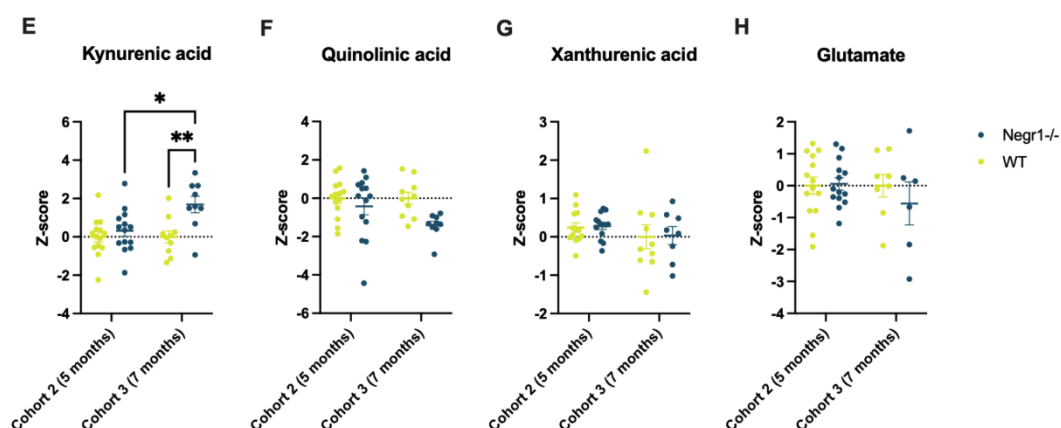 E
Kynurenic acid
*
**
Z-score
6
4
2
0
-2
-4
Cohort 2 (5 months)
Cohort 3 (7 months)
F
Quinolinic acid
Z-score
4
2
0
-2
-4
-6
Cohort 2 (5 months)
Cohort 3 (7 months)
G
Xanthurenic acid
Z-score
3
2
1
0
-1
-2
Cohort 2 (5 months)
Cohort 3 (7 months)
H
Glutamate
Z-score
2
1
0
-1
-2
-3
-4
Cohort 2 (5 months)
Cohort 3 (7 months)
Negr1-/-
WT